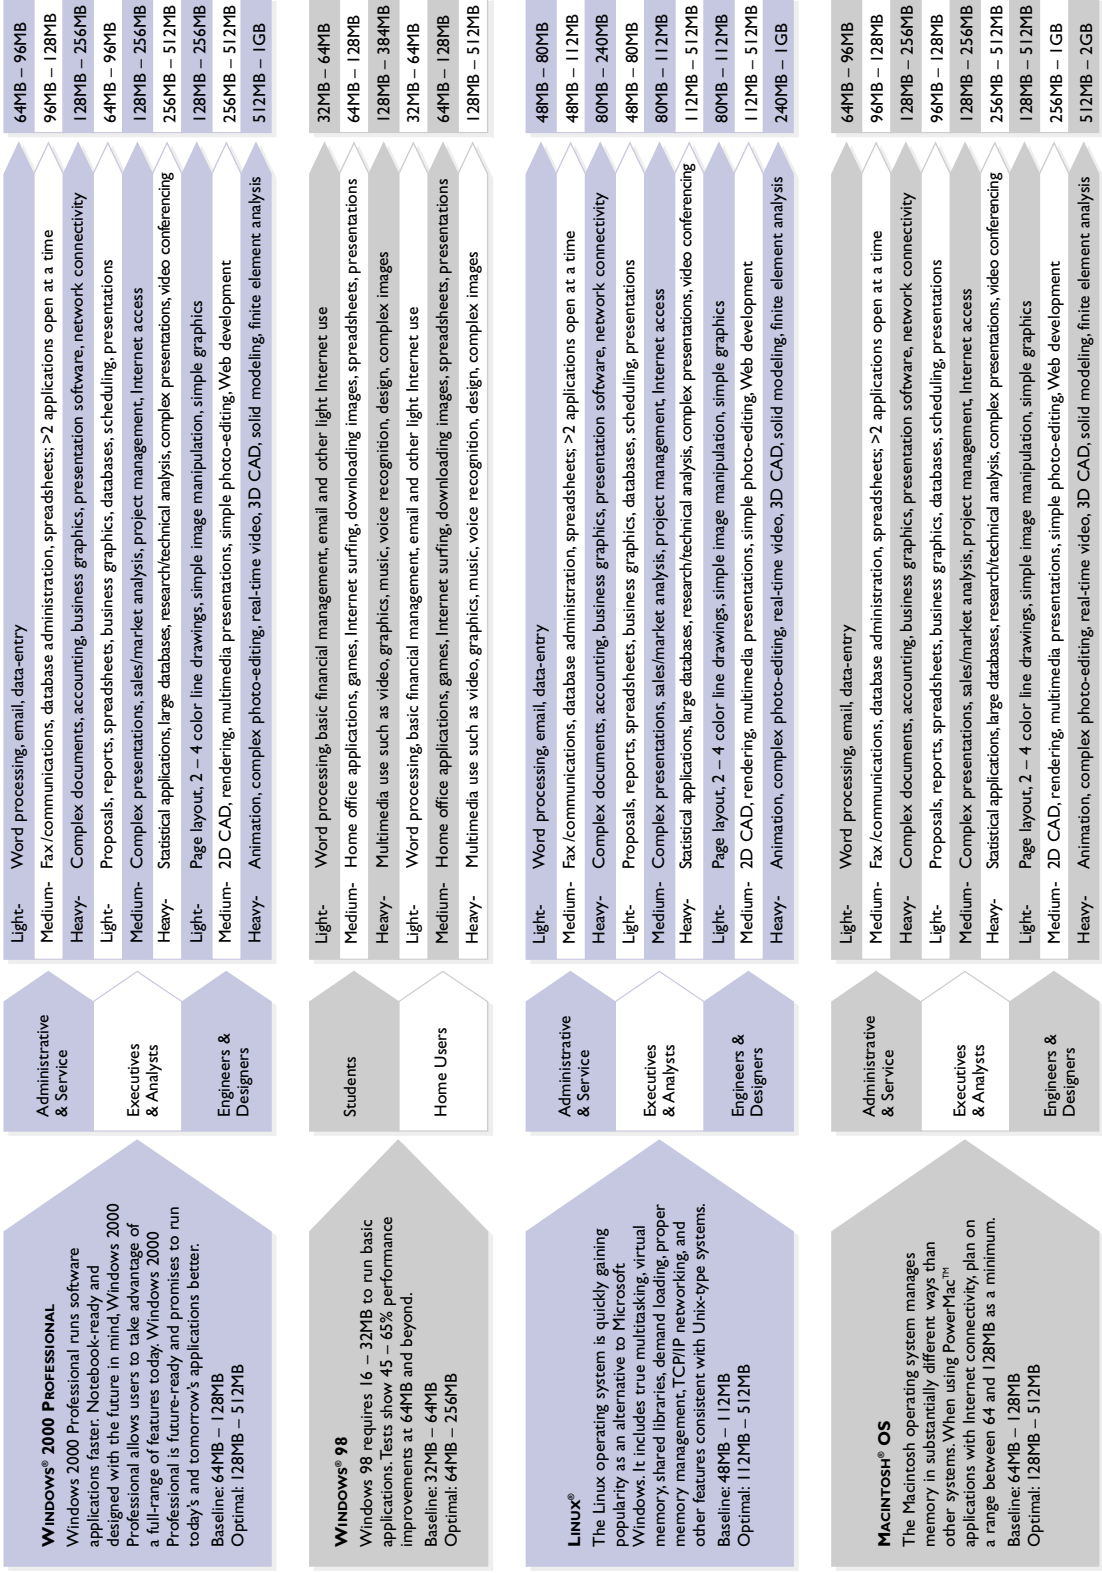 WINDOWS® 2000 PROFESSIONAL
Windows 2000 Professional runs software
applications faster. Notebook-ready and
designed with the future in mind, Windows 2000
Professional allows users to take advantage of
a full-range of features today. Windows 2000
Professional is future-ready and promises to run
today's and tomorrow's applications better.
Baseline: 64MB – 128MB
Optimal: 128MB – 512MB
Administrative
& Service
Light- Word processing, email, data-entry 64MB – 96MB
Medium- Fax /communications, database administration, spreadsheets; >2 applications open at a time 96MB – 128MB
Heavy- Complex documents, accounting, business graphics, presentation software, network connectivity 128MB – 256MB
Executives
& Analysts
Light- Proposals, reports, spreadsheets, business graphics, databases, scheduling, presentations 64MB – 96MB
Medium- Complex presentations, sales/market analysis, project management, Internet access 128MB – 256MB
Heavy- Statistical applications, large databases, research/technical analysis, complex presentations, video conferencing 256MB – 512MB
Engineers &
Designers
Light- Page layout, 2 – 4 color line drawings, simple image manipulation, simple graphics 128MB – 256MB
Medium- 2D CAD, rendering, multimedia presentations, simple photo-editing, Web development 256MB – 512MB
Heavy- Animation, complex photo-editing, real-time video, 3D CAD, solid modeling, finite element analysis 512MB – 1GB
WINDOWS® 98
Windows 98 requires 16 – 32MB to run basic
applications. Tests show 45 – 65% performance
improvements at 64MB and beyond.
Baseline: 32MB – 64MB
Optimal: 64MB – 256MB
Students
Light- Word processing, basic financial management, email and other light Internet use 32MB – 64MB
Medium- Home office applications, games, Internet surfing, downloading images, spreadsheets, presentations 64MB – 128MB
Heavy- Multimedia use such as video, graphics, music, voice recognition, design, complex images 128MB – 384MB
Home Users
Light- Word processing, basic financial management, email and other light Internet use 32MB – 64MB
Medium- Home office applications, games, Internet surfing, downloading images, spreadsheets, presentations 64MB – 128MB
Heavy- Multimedia use such as video, graphics, music, voice recognition, design, complex images 128MB – 512MB
LINUX®
The Linux operating system is quickly gaining
popularity as an alternative to Microsoft
Windows. It includes true multitasking, virtual
memory, shared libraries, demand loading, proper
memory management, TCP/IP networking, and
other features consistent with Unix-type systems.
Baseline: 48MB – 112MB
Optimal: 112MB – 512MB
Administrative
& Service
Light- Word processing, email, data-entry 48MB – 80MB
Medium- Fax /communications, database administration, spreadsheets; >2 applications open at a time 48MB – 112MB
Heavy- Complex documents, accounting, business graphics, presentation software, network connectivity 80MB – 240MB
Executives
& Analysts
Light- Proposals, reports, spreadsheets, business graphics, databases, scheduling, presentations 48MB – 80MB
Medium- Complex presentations, sales/market analysis, project management, Internet access 80MB – 112MB
Heavy- Statistical applications, large databases, research/technical analysis, complex presentations, video conferencing 112MB – 512MB
Engineers &
Designers
Light- Page layout, 2 – 4 color line drawings, simple image manipulation, simple graphics 80MB – 112MB
Medium- 2D CAD, rendering, multimedia presentations, simple photo-editing, Web development 112MB – 512MB
Heavy- Animation, complex photo-editing, real-time video, 3D CAD, solid modeling, finite element analysis 240MB – 1GB
MACINTOSH® OS
The Macintosh operating system manages
memory in substantially different ways than
other systems. When using PowerMac™
applications with Internet connectivity, plan on
a range between 64 and 128MB as a minimum.
Baseline: 64MB – 128MB
Optimal: 128MB – 512MB
Administrative
& Service
Light- Word processing, email, data-entry 64MB – 96MB
Medium- Fax /communications, database administration, spreadsheets; >2 applications open at a time 96MB – 128MB
Heavy- Complex documents, accounting, business graphics, presentation software, network connectivity 128MB – 256MB
Executives
& Analysts
Light- Proposals, reports, spreadsheets, business graphics, databases, scheduling, presentations 96MB – 128MB
Medium- Complex presentations, sales/market analysis, project management, Internet access 128MB – 256MB
Heavy- Statistical applications, large databases, research/technical analysis, complex presentations, video conferencing 256MB – 512MB
Engineers &
Designers
Light- Page layout, 2 – 4 color line drawings, simple image manipulation, simple graphics 128MB – 512MB
Medium- 2D CAD, rendering, multimedia presentations, simple photo-editing, Web development 256MB – 1GB
Heavy- Animation, complex photo-editing, real-time video, 3D CAD, solid modeling, finite element analysis 512MB – 2GB